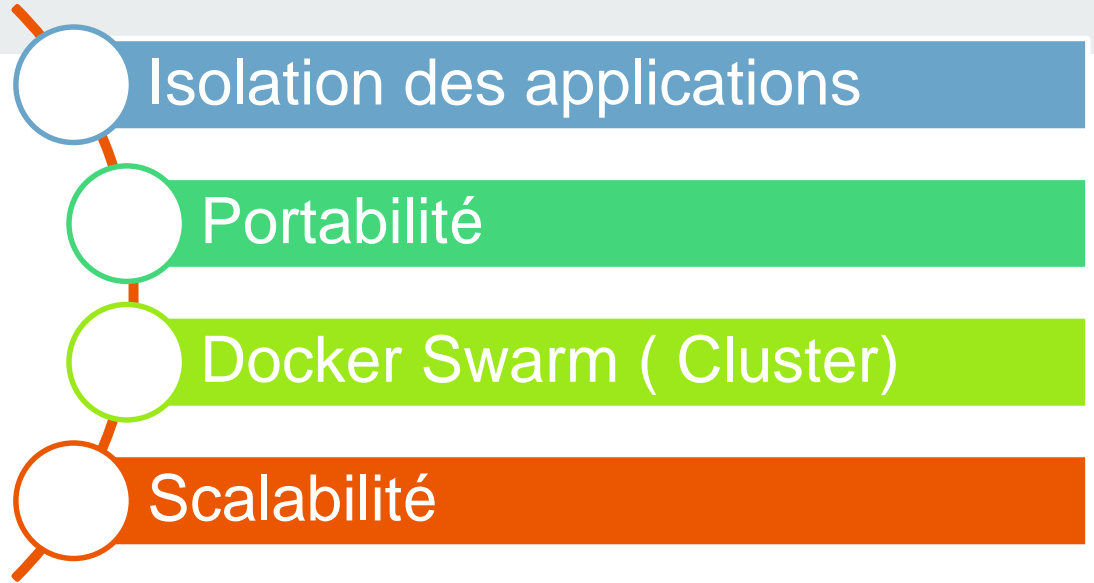 Isolation des applications
Portabilité
Docker Swarm ( Cluster)
Scalabilité